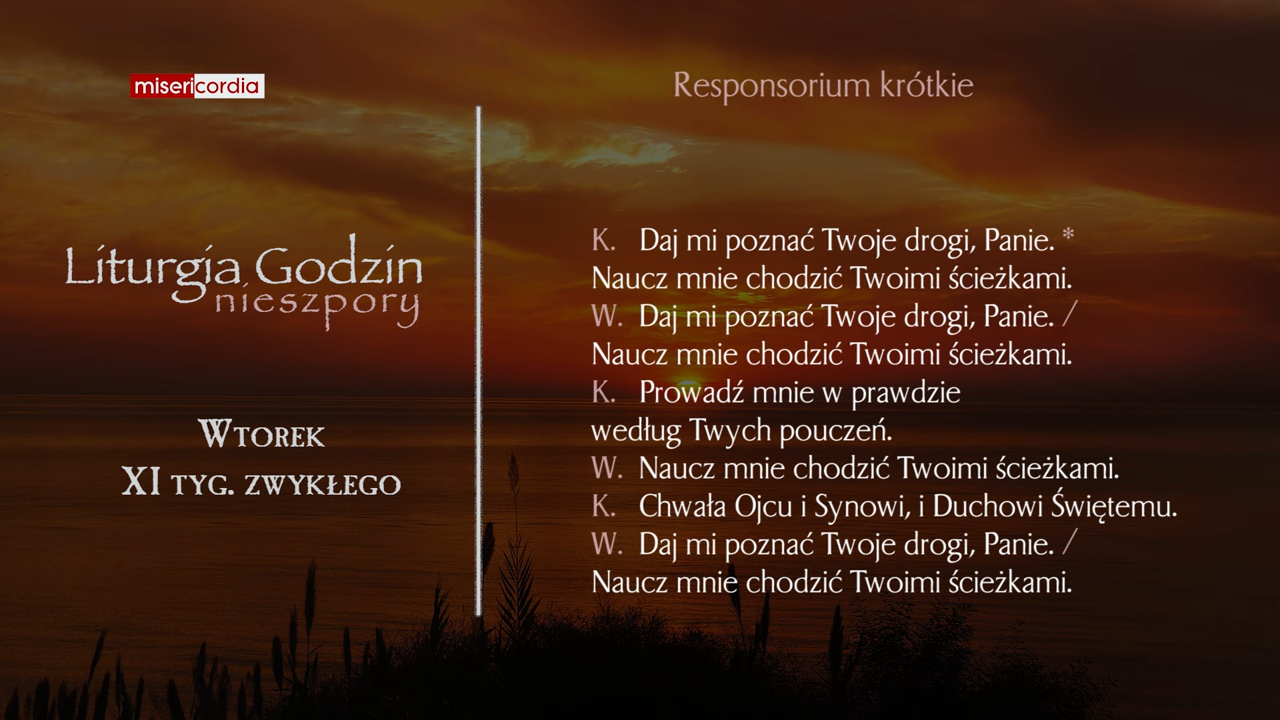 misericordia
Liturgia Godzin
nieszpory
Wtorek
XI tyg. zwykłego
Responsorium krótkie
K. Daj mi poznać Twoje drogi, Panie. *
Naucz mnie chodzić Twoimi ścieżkami.
W. Daj mi poznać Twoje drogi, Panie. /
Naucz mnie chodzić Twoimi ścieżkami.
K. Prowadź mnie w prawdzie
według Twych pouczeń.
W. Naucz mnie chodzić Twoimi ścieżkami.
K. Chwała Ojcu i Synowi, i Duchowi Świętemu.
W. Daj mi poznać Twoje drogi, Panie. /
Naucz mnie chodzić Twoimi ścieżkami.